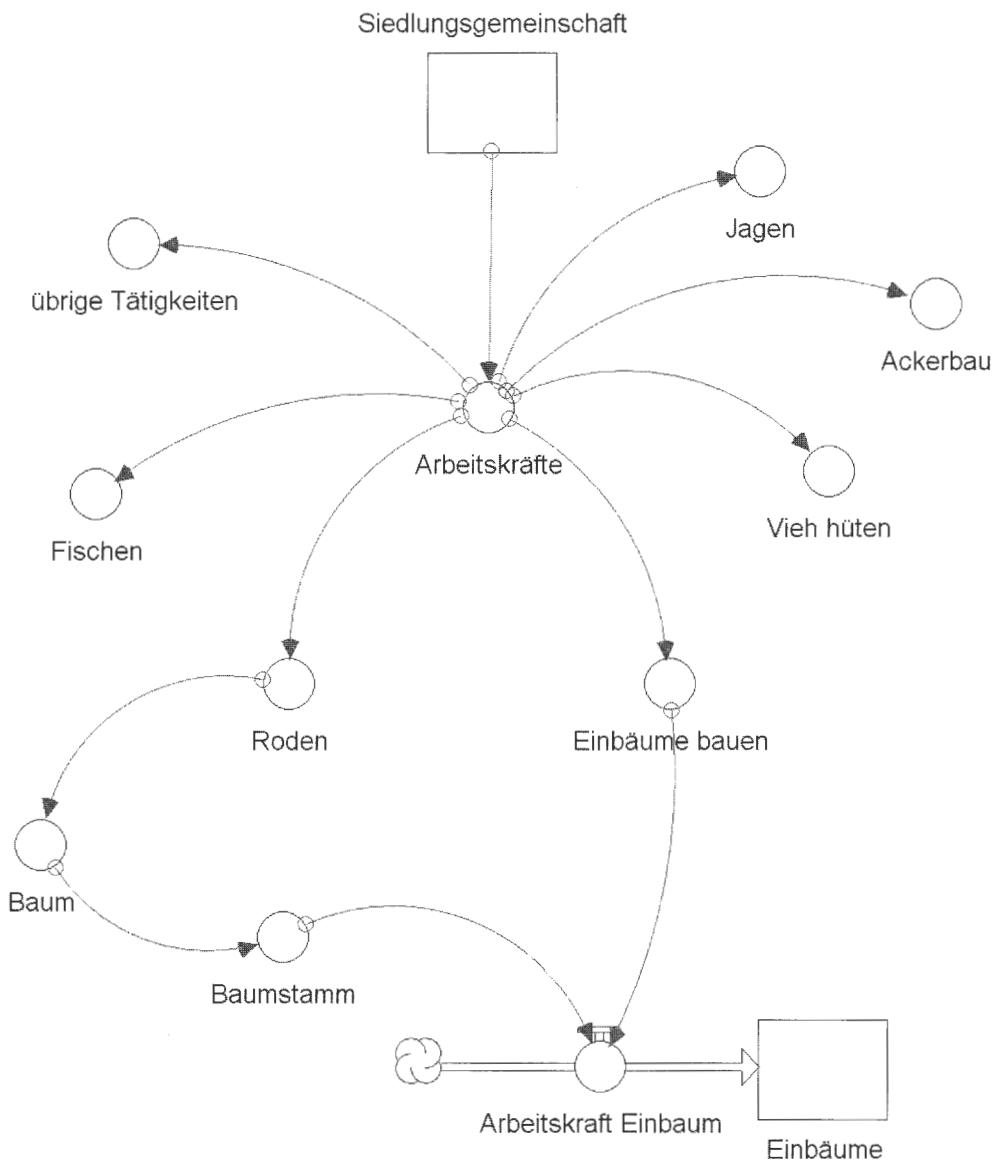 Siedlungsgemeinschaft
Jagen
übrige Tätigkeiten
Ackerbau
Arbeitskräfte
Vieh hüten
Fischen
Roden
Einbäume bauen
Baum
Baumstamm
Arbeitskraft Einbaum
Einbäume